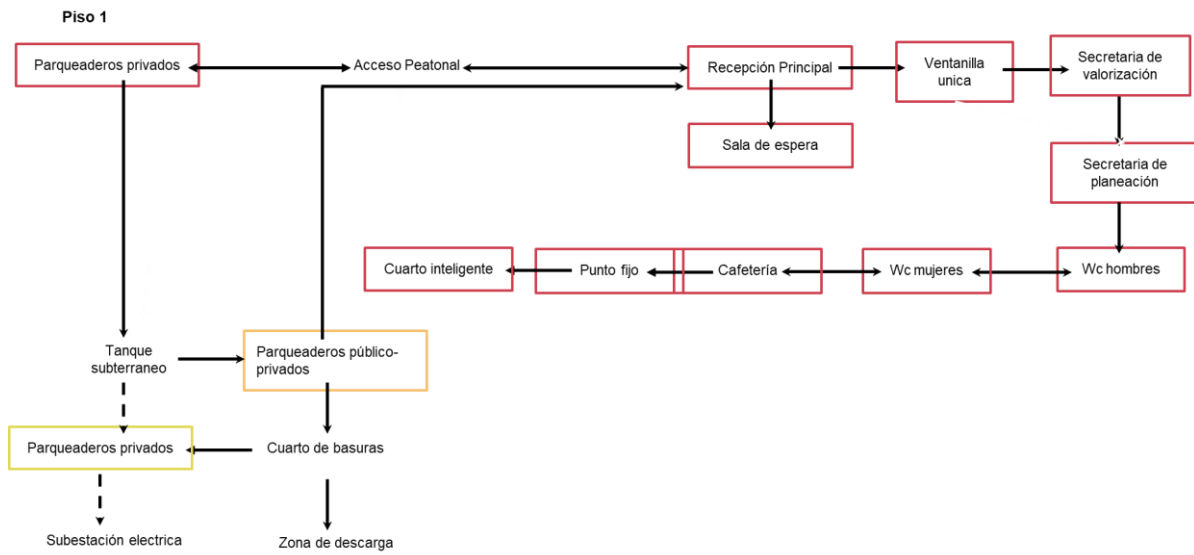 Piso 1
Parqueaderos privados
Acceso Peatonal
Recepción Principal
Ventanilla
unica
Secretaria de
valorización
Sala de espera
Secretaria de
planeación
Cuarto inteligente
Punto fijo
Cafetería
Wc mujeres
Wc hombres
Tanque
subterraneo
Parqueaderos público-
privados
Parqueaderos privados
Cuarto de basuras
Subestación electrica
Zona de descarga